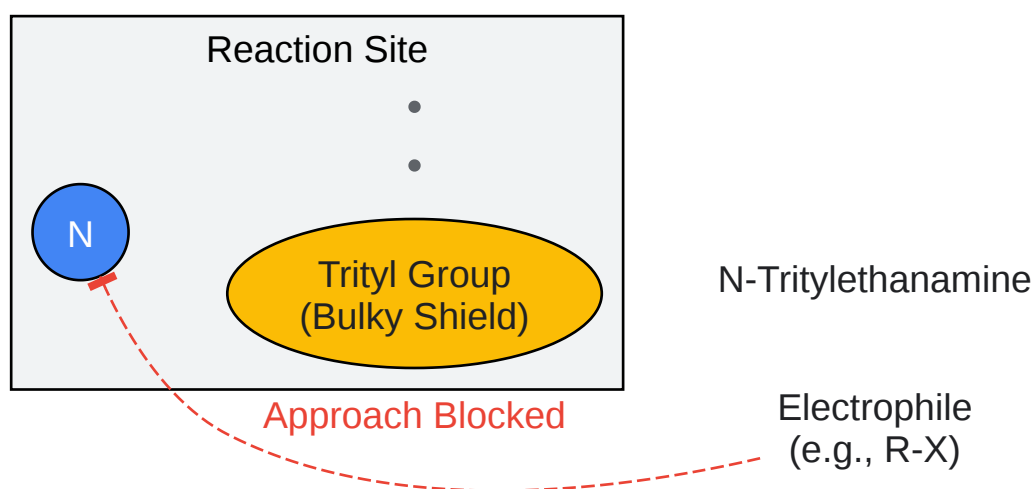 Reaction Site
N
Trityl Group
(Bulky Shield)
N-Tritylethanamine
Approach Blocked
Electrophile
(e.g., R-X)